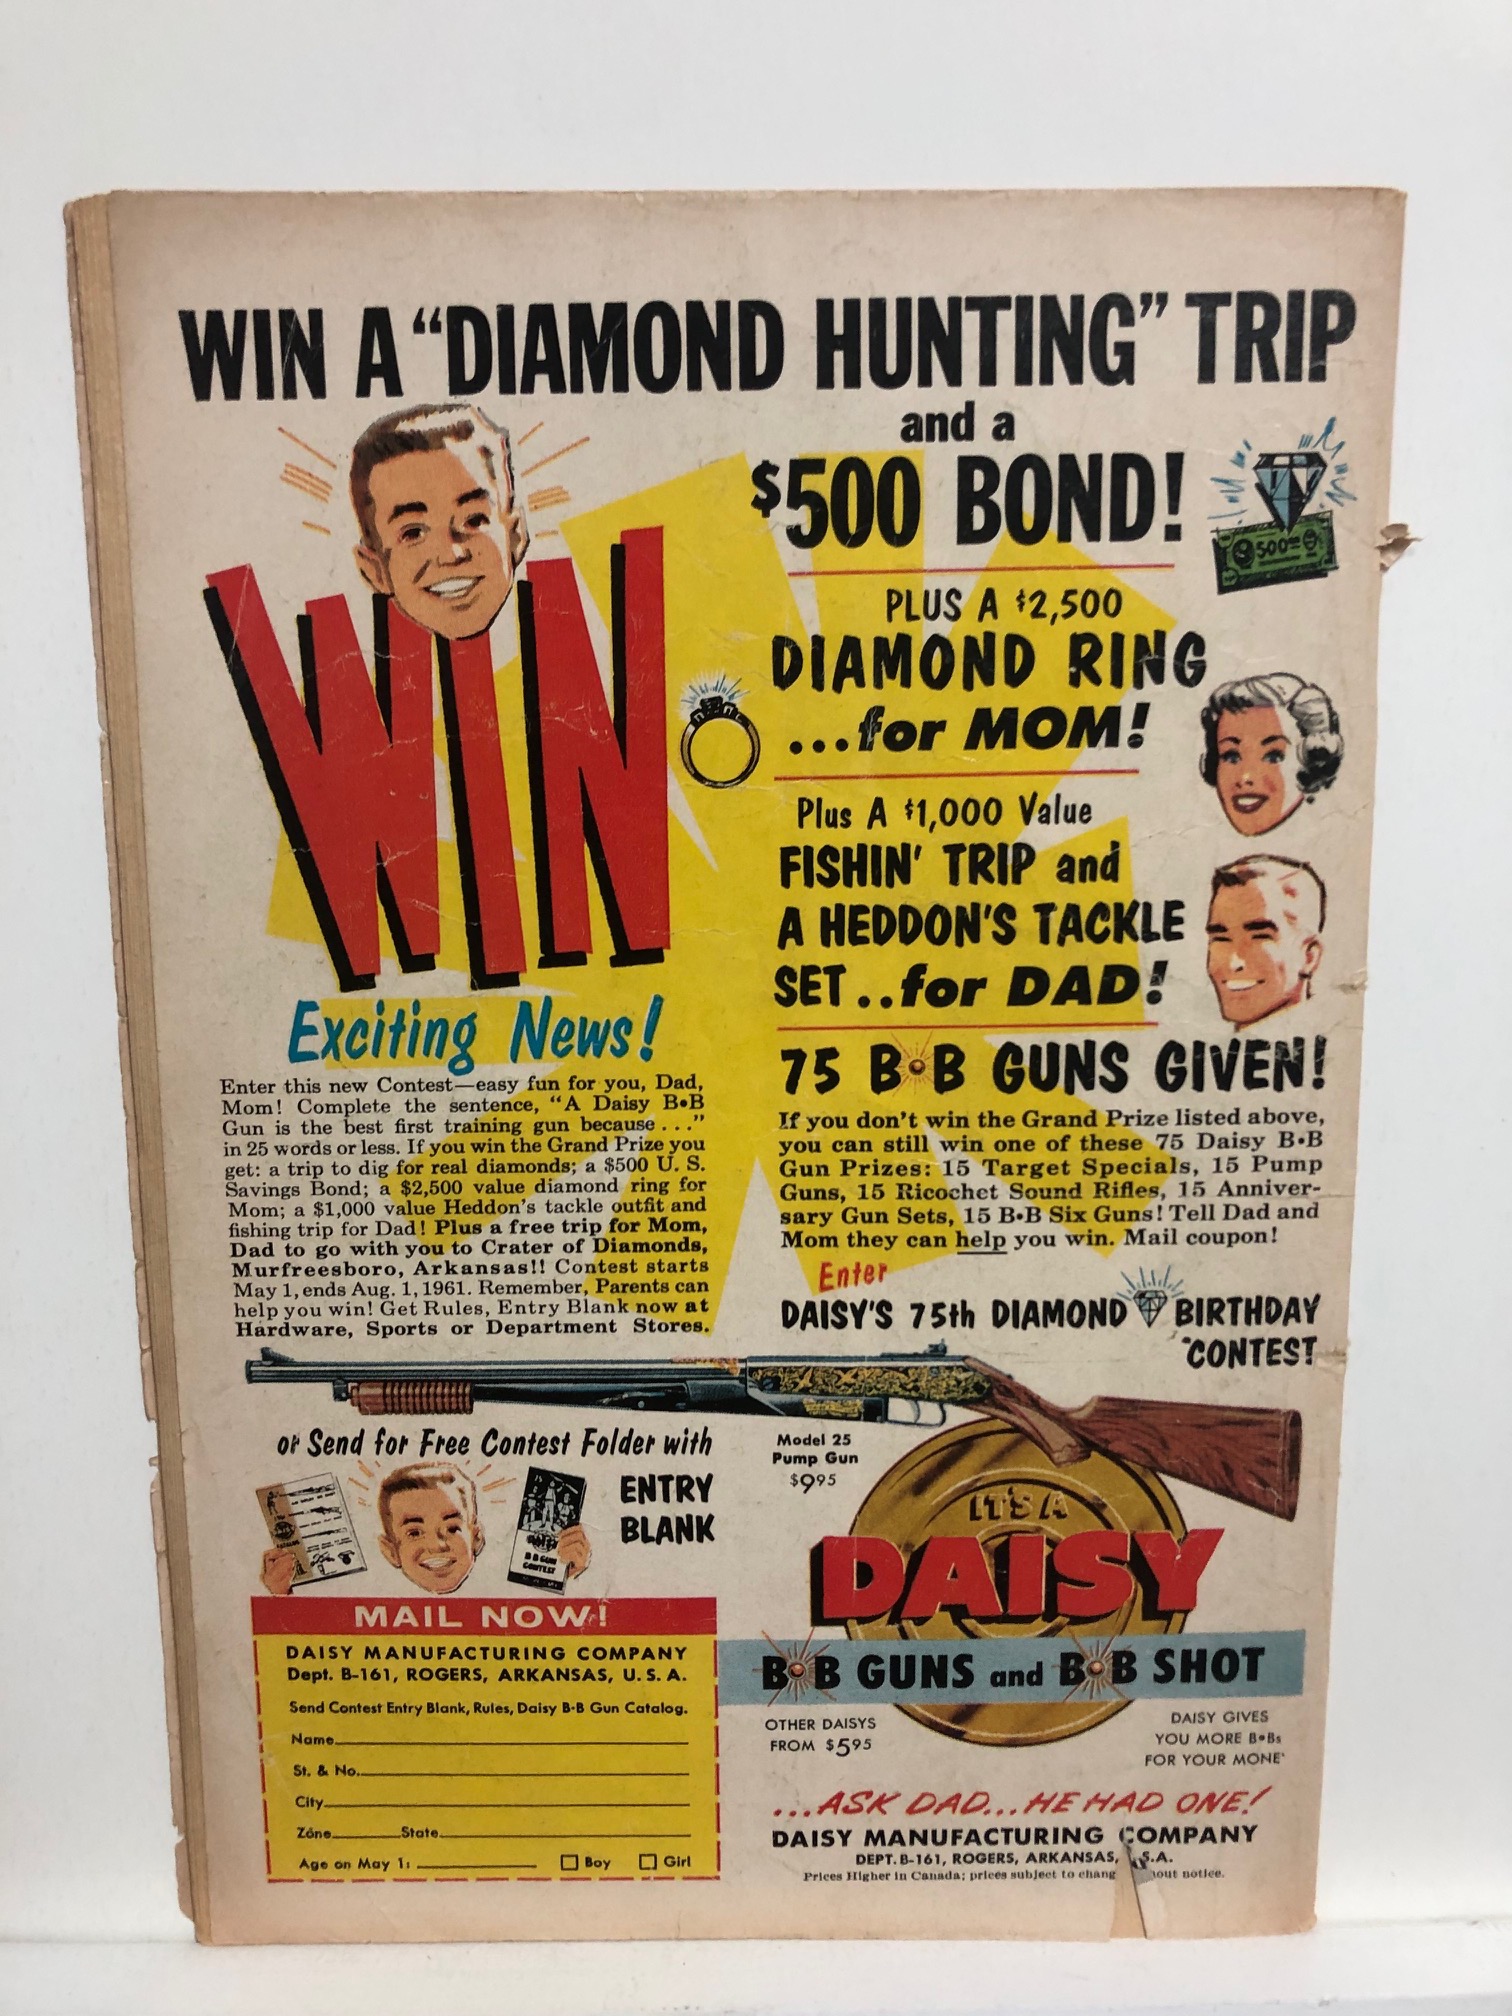 WIN A “DIAMOND HUNTING” TRIP
and a
$500 BOND!
500
PLUS A $2,500
DIAMOND RING
...for MOM!
Plus A $1,000 Value
FISHIN' TRIP and
A HEDDON'S TACKLE
SET..for DAD!
WIN
Exciting News!
Enter this new Contest—easy fun for you, Dad,
Mom! Complete the sentence, “A Daisy B•B
Gun is the best first training gun because...”
in 25 words or less. If you win the Grand Prize you
get: a trip to dig for real diamonds; a $500 U. S.
Savings Bond; a $2,500 value diamond ring for
Mom; a $1,000 value Heddon's tackle outfit and
fishing trip for Dad! Plus a free trip for Mom,
Dad to go with you to Crater of Diamonds,
Murfreesboro, Arkansas!! Contest starts
May 1, ends Aug. 1, 1961. Remember, Parents can
help you win! Get Rules, Entry Blank now at
Hardware, Sports or Department Stores.
75 B•B GUNS GIVEN!
If you don't win the Grand Prize listed above,
you can still win one of these 75 Daisy B•B
Gun Prizes: 15 Target Specials, 15 Pump
Guns, 15 Ricochet Sound Rifles, 15 Anniver-
sary Gun Sets, 15 B•B Six Guns! Tell Dad and
Mom they can help you win. Mail coupon!
Enter
DAISY'S 75th DIAMOND BIRTHDAY
CONTEST
or Send for Free Contest Folder with
ENTRY
BLANK
B B GUN
CONTEST
Model 25
Pump Gun
$9.95
IT'S A
DAISY
B•B GUNS and B•B SHOT
OTHER DAISYS
FROM $5.95
DAISY GIVES
YOU MORE B•Bs
FOR YOUR MONE
...ASK DAD...HE HAD ONE!
DAISY MANUFACTURING COMPANY
DEPT. B-161, ROGERS, ARKANSAS, .S.A.
Prices Higher in Canada; prices subject to chang out notice.
MAIL NOW!
DAISY MANUFACTURING COMPANY
Dept. B-161, ROGERS, ARKANSAS, U. S. A.
Send Contest Entry Blank, Rules, Daisy B•B Gun Catalog.
Name
St. & No.
City
Zone State
Age on May 1: Boy Girl